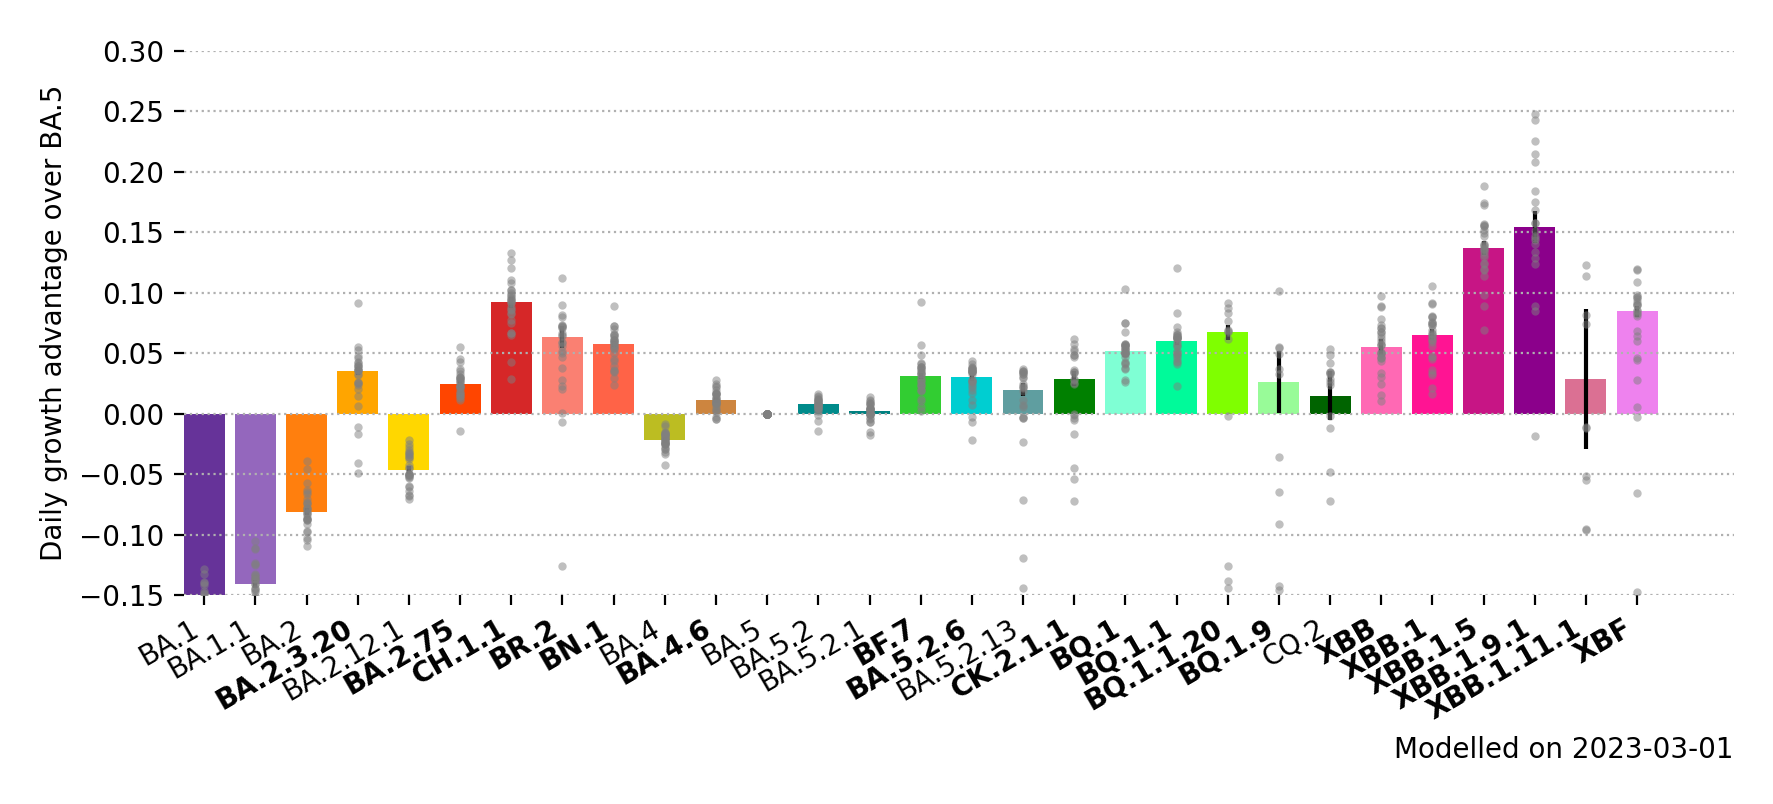 Daily growth advantage over BA.5
0.30
0.25
0.20
0.15
0.10
0.05
0.00
−0.05
−0.10
−0.15
BA.1
BA.1.1
BA.2
BA.2.3.20
BA.2.12.1
BA.2.75
CH.1.1
BR.2
BN.1
BA.4
BA.4.6
BA.5
BA.5.2
BA.5.2.1
BF.7
BA.5.2.6
BA.5.2.13
CK.2.1.1
BQ.1
BQ.1.1
BQ.1.1.20
BQ.1.9
CQ.2
XBB
XBB.1
XBB.1.5
XBB.1.9.1
XBB.1.11.1
XBF
Modelled on 2023-03-01